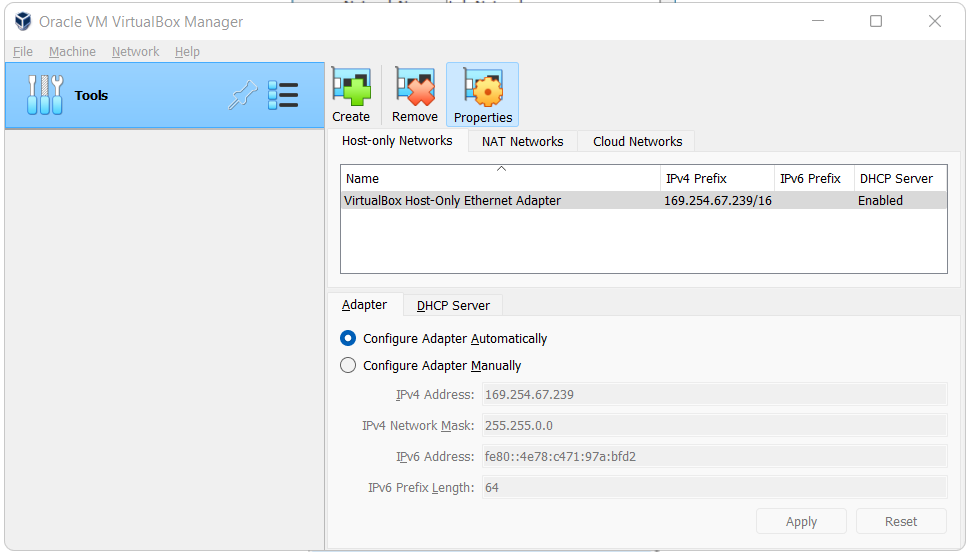 Oracle VM VirtualBox Manager
File Machine Network Help
Tools
Create Remove Properties
Host-only Networks NAT Networks Cloud Networks
Name IPv4 Prefix IPv6 Prefix DHCP Server
VirtualBox Host-Only Ethernet Adapter 169.254.67.239/16 Enabled
Adapter DHCP Server
Configure Adapter Automatically
Configure Adapter Manually
IPv4 Address: 169.254.67.239
IPv4 Network Mask: 255.255.0.0
IPv6 Address: fe80::4e78:c471:97a:bfd2
IPv6 Prefix Length: 64
Apply Reset